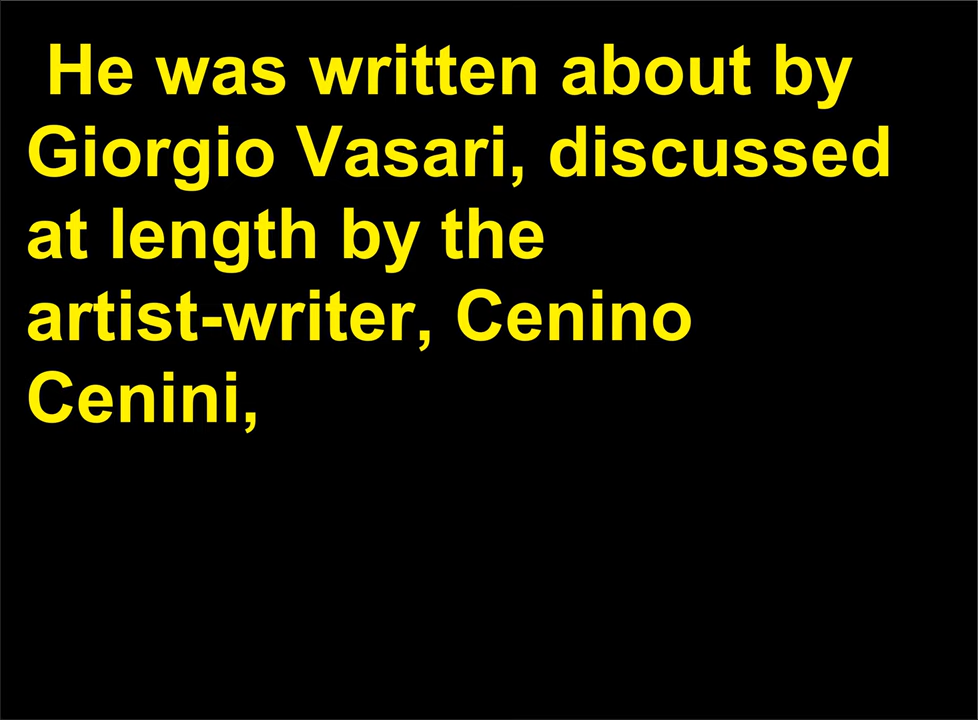 He was written about by
Giorgio Vasari, discussed
at length by the
artist-writer, Cenino
Cenini,